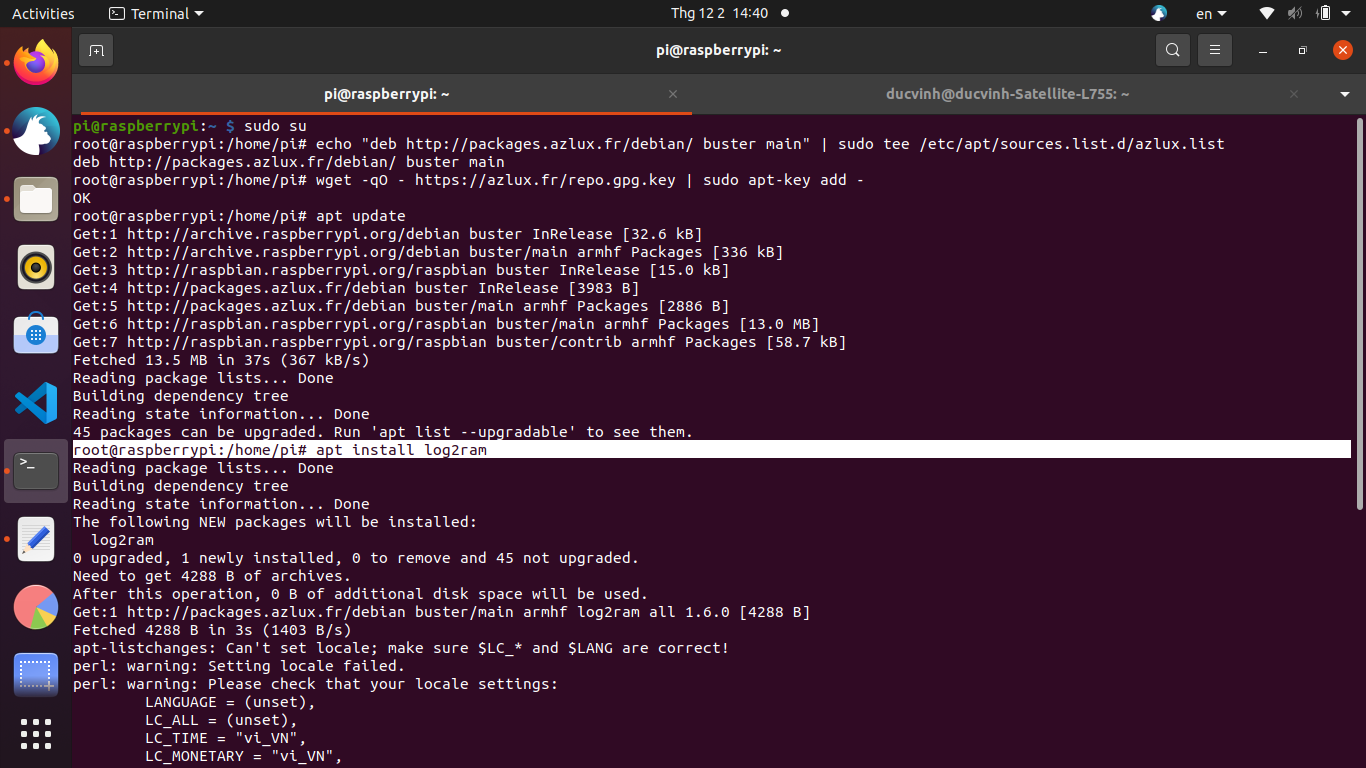 Activities Terminal Thg 12 2 14:40 en
pi@raspberrypi: ~
pi@raspberrypi: ~ ducvinh@ducvinh-Satellite-L755: ~
pi@raspberrypi:~ $ sudo su
root@raspberrypi:/home/pi# echo "deb http://packages.azlux.fr/debian/ buster main" | sudo tee /etc/apt/sources.list.d/azlux.list
deb http://packages.azlux.fr/debian/ buster main
root@raspberrypi:/home/pi# wget -qO - https://azlux.fr/repo.gpg.key | sudo apt-key add -
OK
root@raspberrypi:/home/pi# apt update
Get:1 http://archive.raspberrypi.org/debian buster InRelease [32.6 kB]
Get:2 http://archive.raspberrypi.org/debian buster/main armhf Packages [336 kB]
Get:3 http://raspbian.raspberrypi.org/raspbian buster InRelease [15.0 kB]
Get:4 http://packages.azlux.fr/debian buster InRelease [3983 B]
Get:5 http://packages.azlux.fr/debian buster/main armhf Packages [2886 B]
Get:6 http://raspbian.raspberrypi.org/raspbian buster/main armhf Packages [13.0 MB]
Get:7 http://raspbian.raspberrypi.org/raspbian buster/contrib armhf Packages [58.7 kB]
Fetched 13.5 MB in 37s (367 kB/s)
Reading package lists... Done
Building dependency tree
Reading state information... Done
45 packages can be upgraded. Run 'apt list --upgradable' to see them.
root@raspberrypi:/home/pi# apt install log2ram
Reading package lists... Done
Building dependency tree
Reading state information... Done
The following NEW packages will be installed:
log2ram
0 upgraded, 1 newly installed, 0 to remove and 45 not upgraded.
Need to get 4288 B of archives.
After this operation, 0 B of additional disk space will be used.
Get:1 http://packages.azlux.fr/debian buster/main armhf log2ram all 1.6.0 [4288 B]
Fetched 4288 B in 3s (1403 B/s)
apt-listchanges: Can't set locale; make sure $LC_* and $LANG are correct!
perl: warning: Setting locale failed.
perl: warning: Please check that your locale settings:
LANGUAGE = (unset),
LC_ALL = (unset),
LC_TIME = "vi_VN",
LC_MONETARY = "vi_VN",